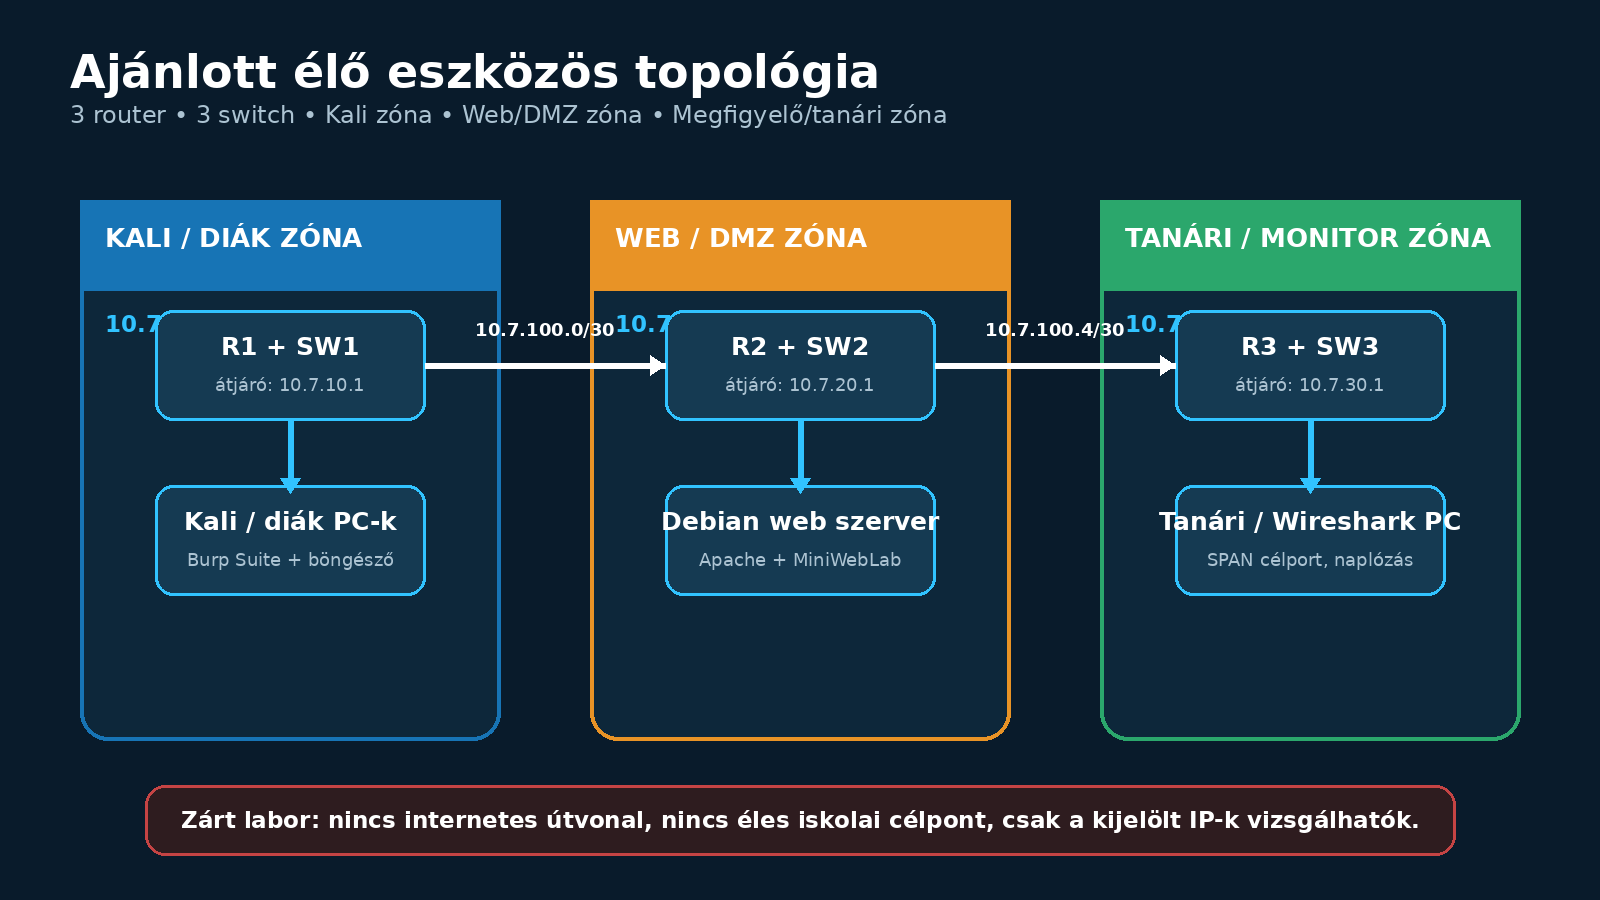 Ajánlott élő eszközös topológia
3 router • 3 switch • Kali zóna • Web/DMZ zóna • Megfigyelő/tanári zóna
KALI / DIÁK ZÓNA
10.7
R1 + SW1
átjáró: 10.7.10.1
Kali / diák PC-k
Burp Suite + böngésző
10.7.100.0/30
WEB / DMZ ZÓNA
10.7
R2 + SW2
átjáró: 10.7.20.1
Debian web szerver
Apache + MiniWebLab
10.7.100.4/30
TANÁRI / MONITOR ZÓNA
10.7
R3 + SW3
átjáró: 10.7.30.1
Tanári / Wireshark PC
SPAN célport, naplózás
Zárt labor: nincs internetes útvonal, nincs éles iskolai célpont, csak a kijelölt IP-k vizsgálhatók.